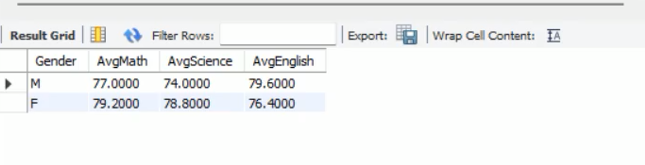 Result Grid Filter Rows: Export: Wrap Cell Content:
Gender AvgMath AvgScience AvgEnglish
M 77.0000 74.0000 79.6000
F 79.2000 78.8000 76.4000